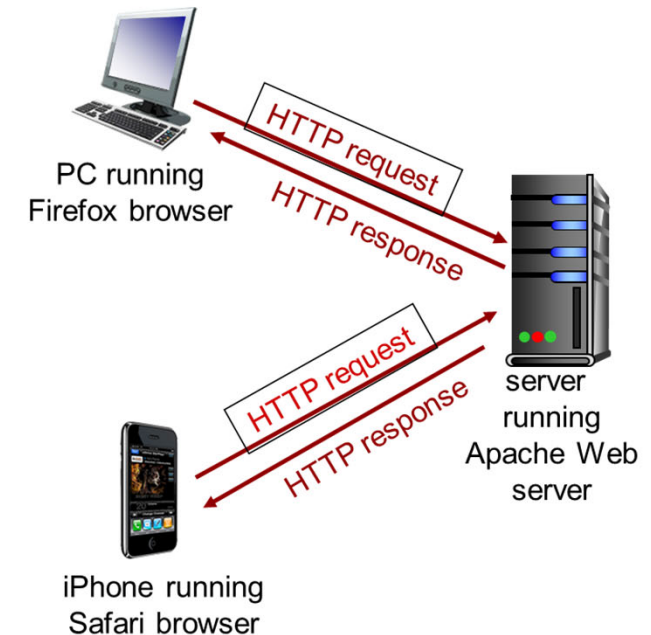 HTTP request
PC running
Firefox browser
HTTP response
HTTP request
server
running
Apache Web
server
HTTP response
iPhone running
Safari browser